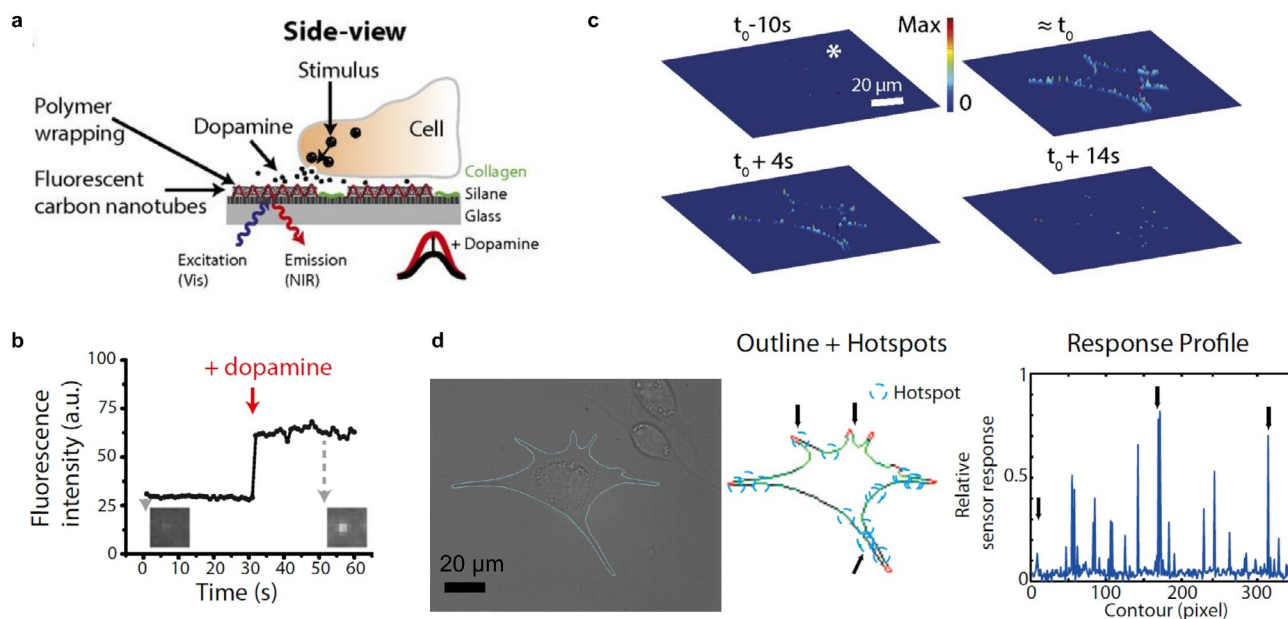 a
Side-view
Stimulus
Polymer
wrapping
Dopamine
Cell
Fluorescent
carbon nanotubes
Collagen
Silane
Glass
Excitation
(Vis)
Emission
(NIR)
+ Dopamine
b
+ dopamine
Fluorescence
intensity (a.u.)
100
75
50
25
0
0 10 20 30 40 50 60
Time (s)
c
t0-10s
*
20 µm
Max
0
≈ t0
t0 + 4s
t0 + 14s
d
20 µm
Outline + Hotspots
Hotspot
Response Profile
Relative
sensor response
1
0.5
0
0 100 200 300
Contour (pixel)